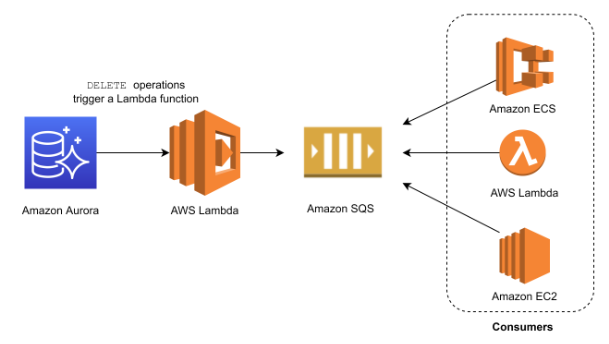 DELETE operations
trigger a Lambda function
Amazon Aurora
AWS Lambda
Amazon SQS
Amazon ECS
AWS Lambda
Amazon EC2
Consumers